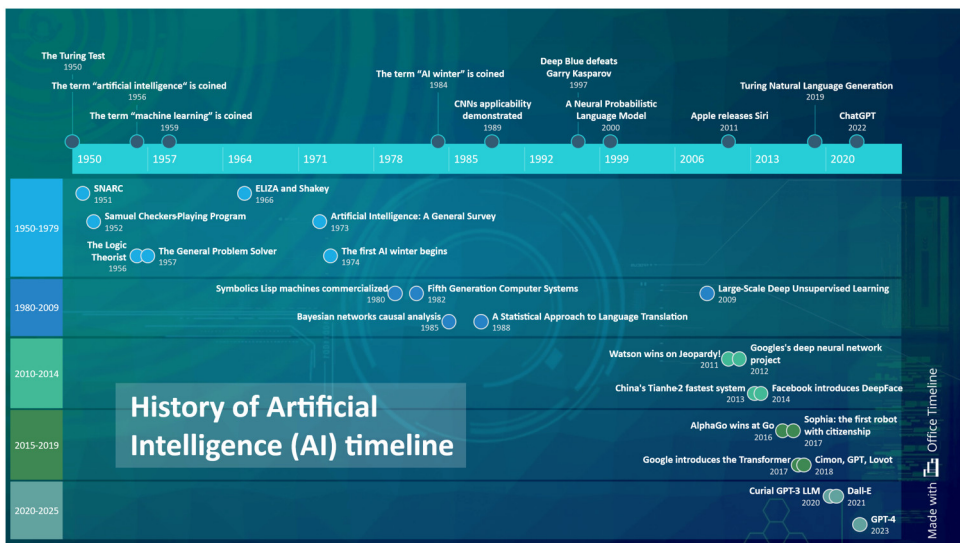 The Turing Test
1950
The term "artificial intelligence" is coined
1956
The term "machine learning" is coined
1959
The term "AI winter" is coined
1984
CNNs applicability
demonstrated
1989
Deep Blue defeats
Garry Kasparov
1997
A Neural Probabilistic
Language Model
2000
Apple releases Siri
2011
Turing Natural Language Generation
2019
ChatGPT
2022
1950 1957 1964 1971 1978 1985 1992 1999 2006 2013 2020
1950-1979
SNARC
1951
ELIZA and Shakey
1966
Samuel Checkers-Playing Program
1952
Artificial Intelligence: A General Survey
1973
The Logic
Theorist
1956
The General Problem Solver
1957
The first AI winter begins
1974
1980-2009
Symbolics Lisp machines commercialized
1980
Fifth Generation Computer Systems
1982
Large-Scale Deep Unsupervised Learning
2009
Bayesian networks causal analysis
1985
A Statistical Approach to Language Translation
1988
2010-2014
Watson wins on Jeopardy!
2011
Googles's deep neural network
project
2012
China's Tianhe-2 fastest system
2013
Facebook introduces DeepFace
2014
History of Artificial
Intelligence (AI) timeline
2015-2019
AlphaGo wins at Go
2016
Sophia: the first robot
with citizenship
2017
Google introduces the Transformer
2017
Cimon, GPT, Lovot
2018
2020-2025
Curial GPT-3 LLM
2020
Dall-E
2021
GPT-4
2023
Made with Office Timeline